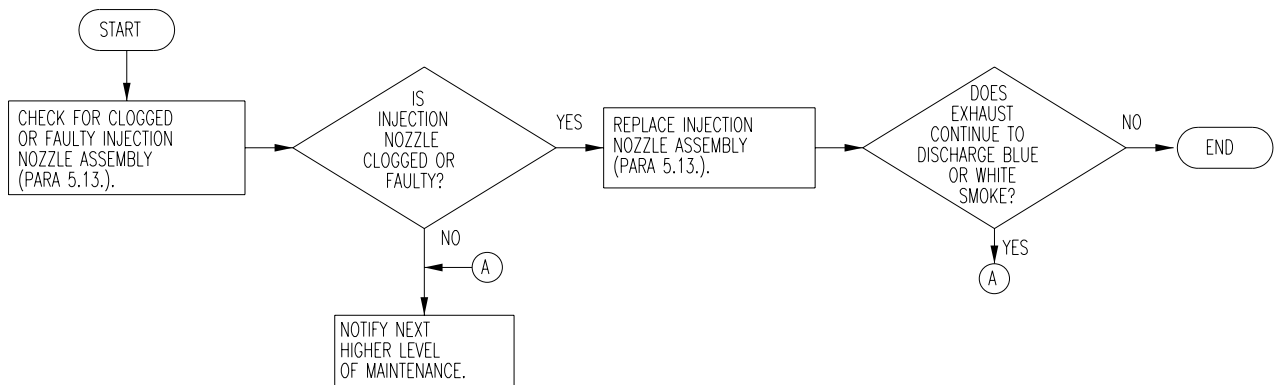 START
CHECK FOR CLOGGED
OR FAULTY INJECTION
NOZZLE ASSEMBLY
(PARA 5.13.).
IS
INJECTION
NOZZLE
CLOGGED OR
FAULTY?
YES
REPLACE INJECTION
NOZZLE ASSEMBLY
(PARA 5.13.).
DOES
EXHAUST
CONTINUE TO
DISCHARGE BLUE
OR WHITE
SMOKE?
NO
END
NO
A
YES
A
NOTIFY NEXT
HIGHER LEVEL
OF MAINTENANCE.